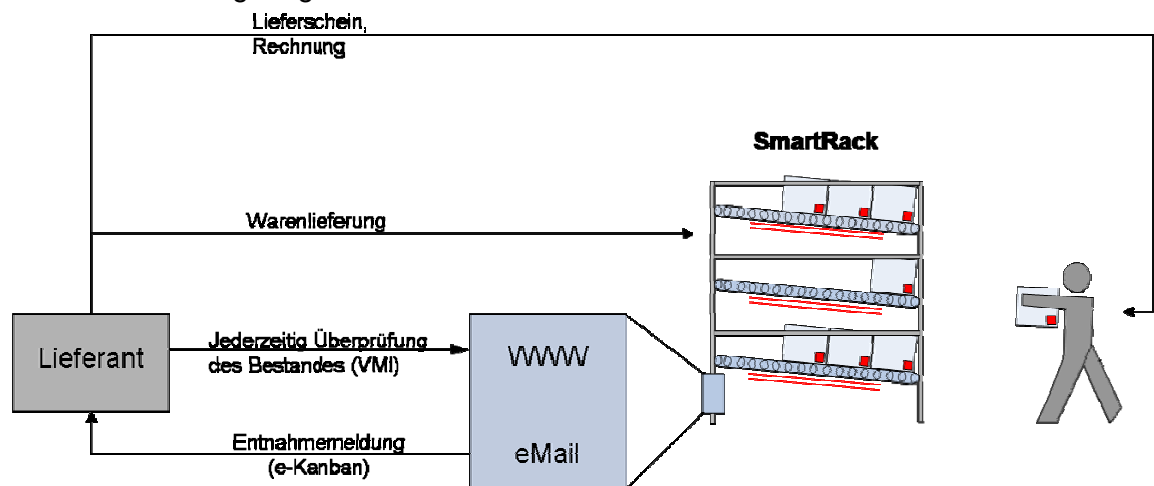 Lieferschein,
Rechnung
SmartRack
Warenlieferung
Lieferant
Jederzeitig Überprüfung
des Bestandes (VMI)
WWW
Entnahmemeldung
(e-Kanban)
eMail